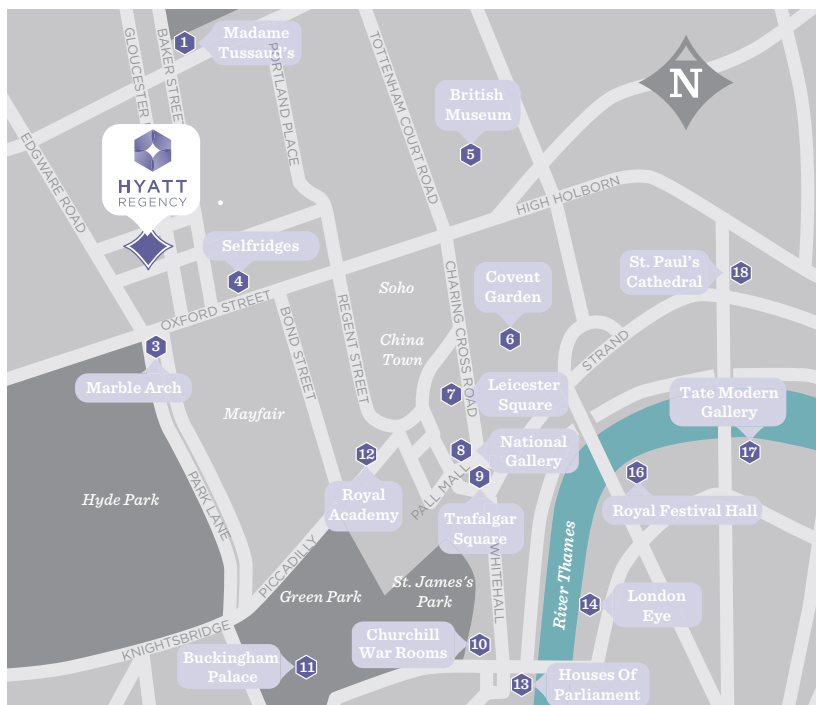 GLOUCESTER
BAKER STREET
1
Madame
Tussaud's
PORTLAND PLACE
TOTTENHAM COURT ROAD
N
British
Museum
5
EDGWARE ROAD
HYATT
REGENCY
HIGH HOLBORN
Selfridges
4
St. Paul's
Cathedral
18
Covent
Garden
6
Soho
China
Town
OXFORD STREET
BOND STREET
REGENT STREET
CHARING CROSS ROAD
STRAND
3
Marble Arch
Mayfair
7
Leicester
Square
Tate Modern
Gallery
17
8
National
Gallery
9
Trafalgar
Square
12
Royal
Academy
PALL MALL
16
Royal Festival Hall
Hyde Park
PARK LANE
PICCADILLY
WHITEHALL
River Thames
Green Park
St. James's
Park
14
London
Eye
KNIGHTSBRIDGE
Churchill
War Rooms
10
Buckingham
Palace
11
13
Houses Of
Parliament